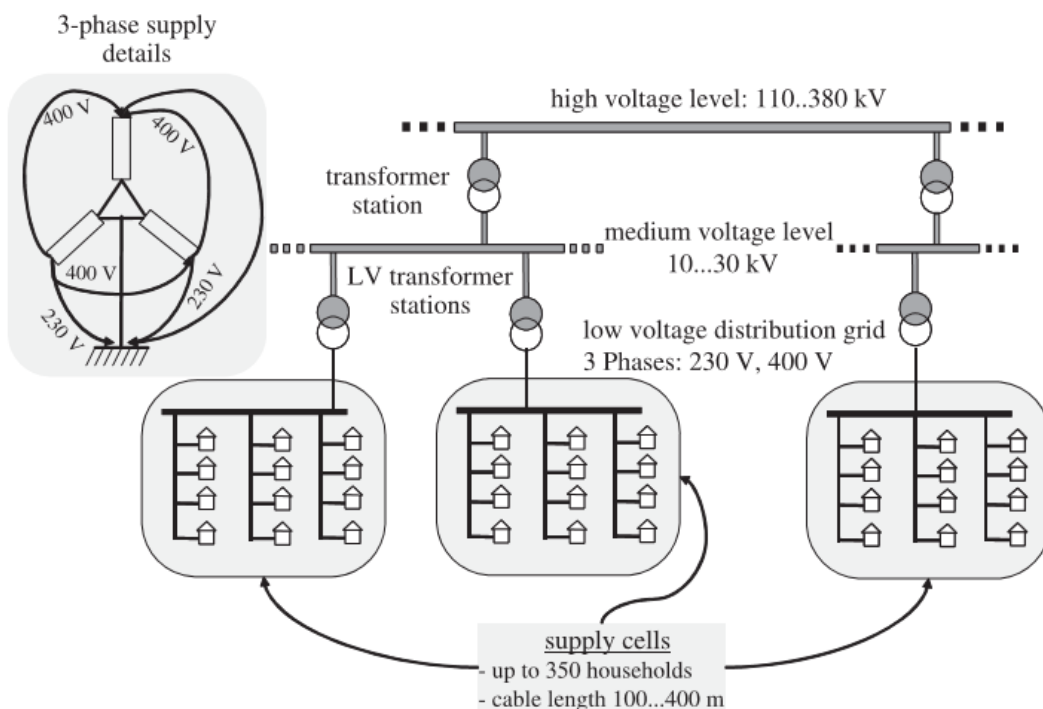 3-phase supply
details
400 V
400 V
400 V
230 V
230 V
230 V
high voltage level: 110..380 kV
transformer
station
medium voltage level
10...30 kV
LV transformer
stations
low voltage distribution grid
3 Phases: 230 V, 400 V
supply cells
- up to 350 households
- cable length 100...400 m